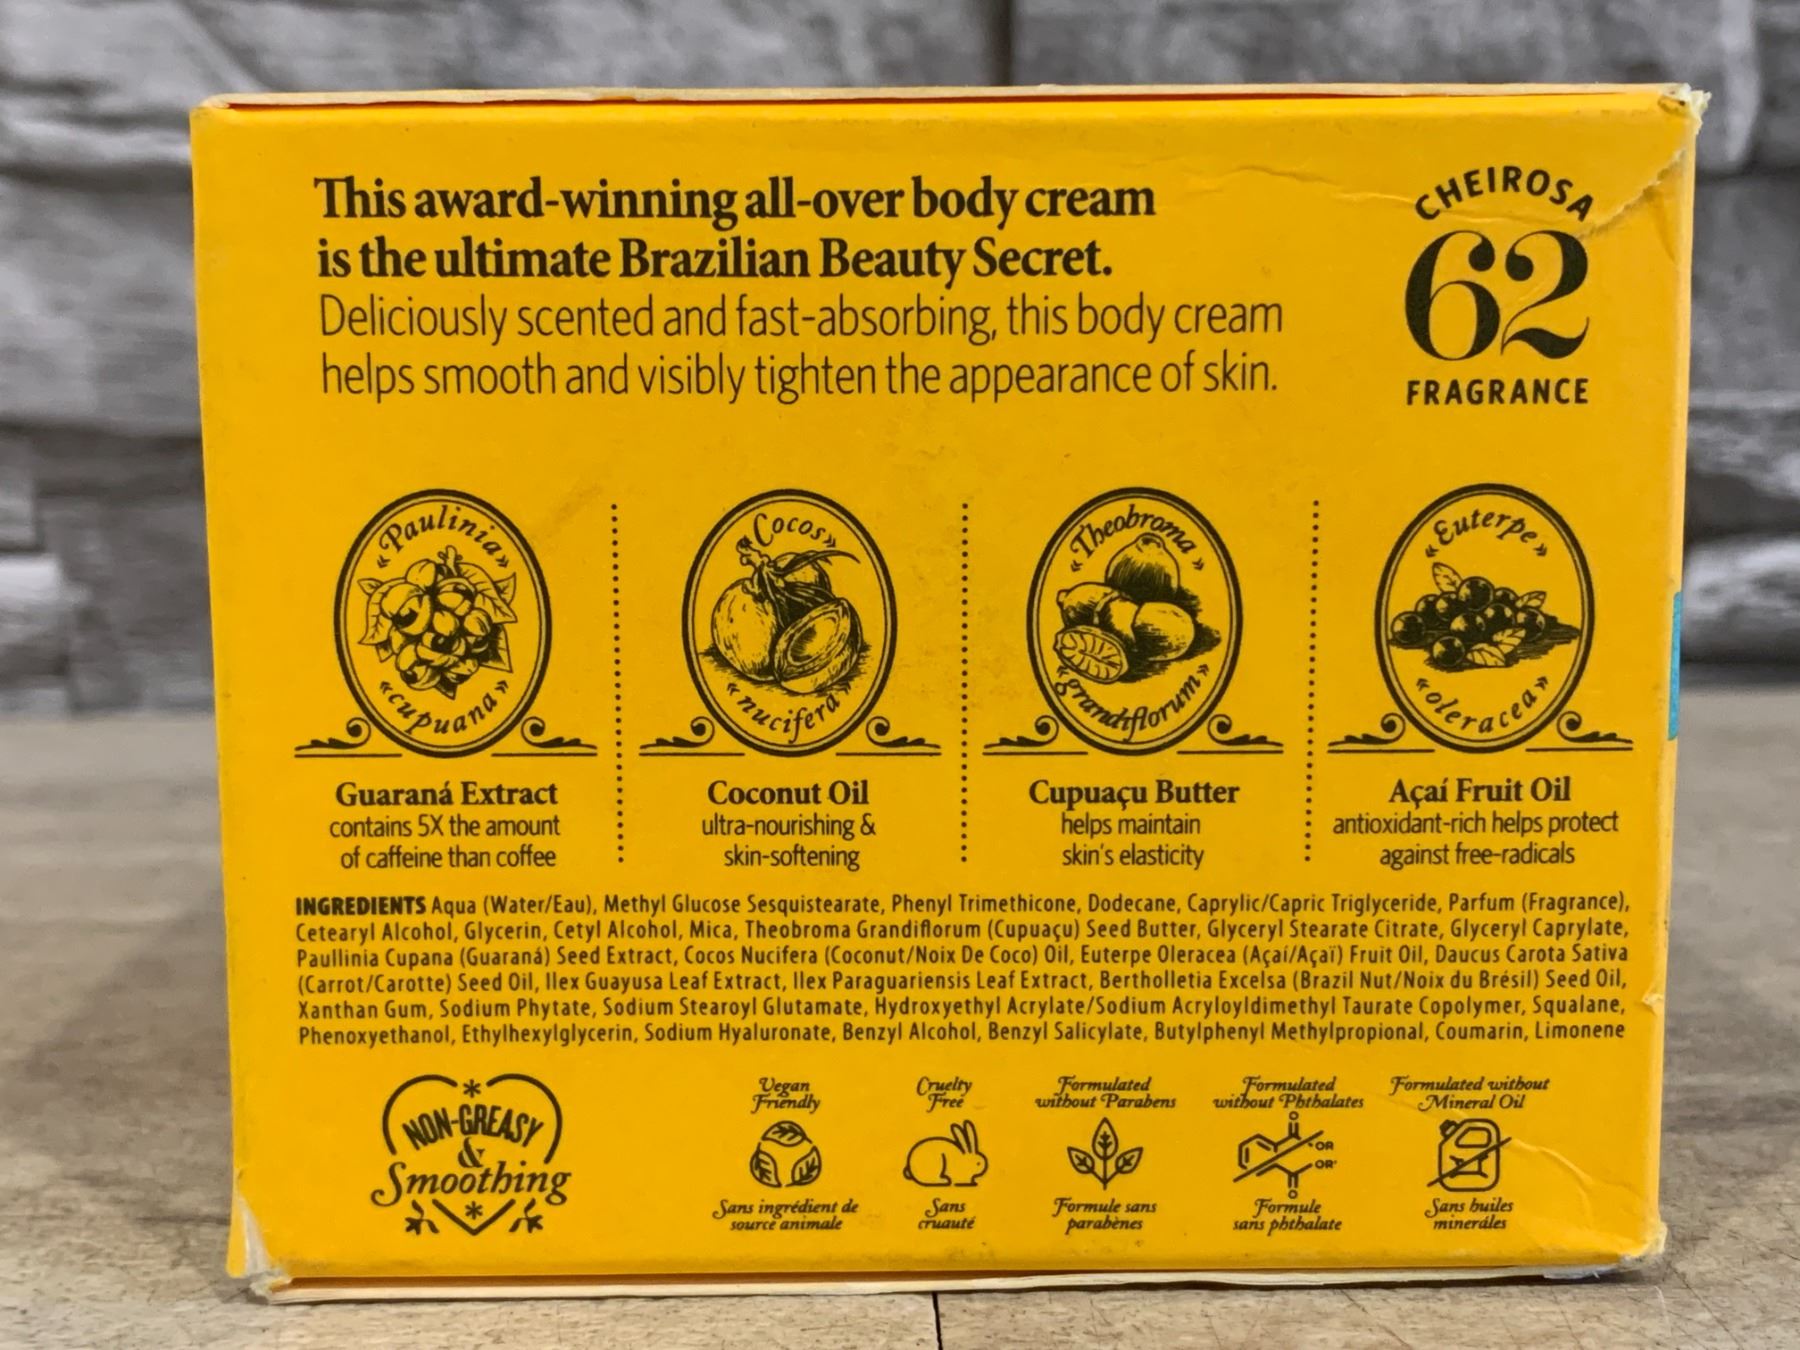 This award-winning all-over body cream
is the ultimate Brazilian Beauty Secret.
Deliciously scented and fast-absorbing, this body cream
helps smooth and visibly tighten the appearance of skin.
CHEIROSA
62
FRAGRANCE
«Paulinia»
«cupuana»
«Cocos»
«nucifera»
«Theobroma»
«grandiflorum»
«Euterpe»
«oleracea»
Guaraná Extract
contains 5X the amount
of caffeine than coffee
Coconut Oil
ultra-nourishing &
skin-softening
Cupuaçu Butter
helps maintain
skin's elasticity
Açaí Fruit Oil
antioxidant-rich helps protect
against free-radicals
INGREDIENTS Aqua (Water/Eau), Methyl Glucose Sesquistearate, Phenyl Trimethicone, Dodecane, Caprylic/Capric Triglyceride, Parfum (Fragrance),
Cetearyl Alcohol, Glycerin, Cetyl Alcohol, Mica, Theobroma Grandiflorum (Cupuaçu) Seed Butter, Glyceryl Stearate Citrate, Glyceryl Caprylate,
Paullinia Cupana (Guaraná) Seed Extract, Cocos Nucifera (Coconut/Noix De Coco) Oil, Euterpe Oleracea (Açaí/Açaï) Fruit Oil, Daucus Carota Sativa
(Carrot/Carotte) Seed Oil, Ilex Guayusa Leaf Extract, Ilex Paraguariensis Leaf Extract, Bertholletia Excelsa (Brazil Nut/Noix du Brésil) Seed Oil,
Xanthan Gum, Sodium Phytate, Sodium Stearoyl Glutamate, Hydroxyethyl Acrylate/Sodium Acryloyldimethyl Taurate Copolymer, Squalane,
Phenoxyethanol, Ethylhexylglycerin, Sodium Hyaluronate, Benzyl Alcohol, Benzyl Salicylate, Butylphenyl Methylpropional, Coumarin, Limonene
NON-GREASY
&
Smoothing
Vegan
Friendly
Sans ingrédient de
source animale
Cruelty
Free
Sans
cruauté
Formulated
without Parabens
Formule sans
parabènes
Formulated
without Phthalates
OR
OR'
Formule
sans phthalate
Formulated without
Mineral Oil
Sans huiles
mineráles